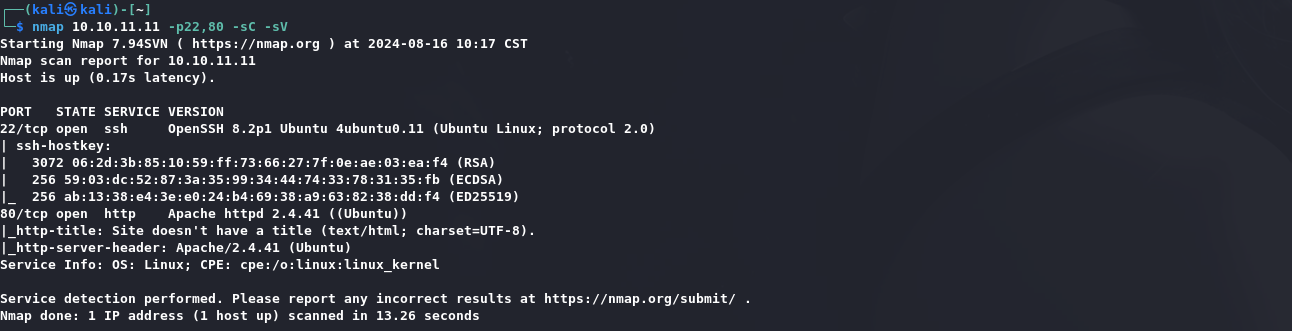 ┌──(kali㉿kali)-[~]
└─$ nmap 10.10.11.11 -p22,80 -sC -sV
Starting Nmap 7.94SVN ( https://nmap.org ) at 2024-08-16 10:17 CST
Nmap scan report for 10.10.11.11
Host is up (0.17s latency).

PORT   STATE SERVICE VERSION
22/tcp open  ssh     OpenSSH 8.2p1 Ubuntu 4ubuntu0.11 (Ubuntu Linux; protocol 2.0)
| ssh-hostkey:
|   3072 06:2d:3b:85:10:59:ff:73:66:27:7f:0e:ae:03:ea:f4 (RSA)
|   256 59:03:dc:52:87:3a:35:99:34:44:74:33:78:31:35:fb (ECDSA)
|_  256 ab:13:38:e4:3e:e0:24:b4:69:38:a9:63:82:38:dd:f4 (ED25519)
80/tcp open  http    Apache httpd 2.4.41 ((Ubuntu))
|_http-title: Site doesn't have a title (text/html; charset=UTF-8).
|_http-server-header: Apache/2.4.41 (Ubuntu)
Service Info: OS: Linux; CPE: cpe:/o:linux:linux_kernel

Service detection performed. Please report any incorrect results at https://nmap.org/submit/ .
Nmap done: 1 IP address (1 host up) scanned in 13.26 seconds